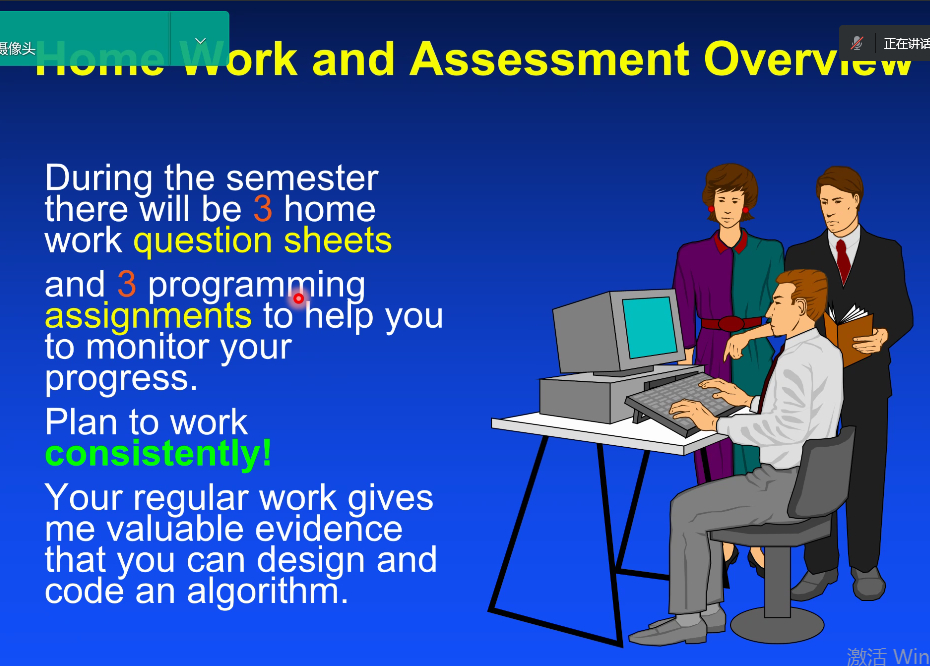 摄像头
正在讲话
Home Work and Assessment Overview
During the semester
there will be 3 home
work question sheets
and 3 programming
assignments to help you
to monitor your
progress.
Plan to work
consistently!
Your regular work gives
me valuable evidence
that you can design and
code an algorithm.
激活 Win